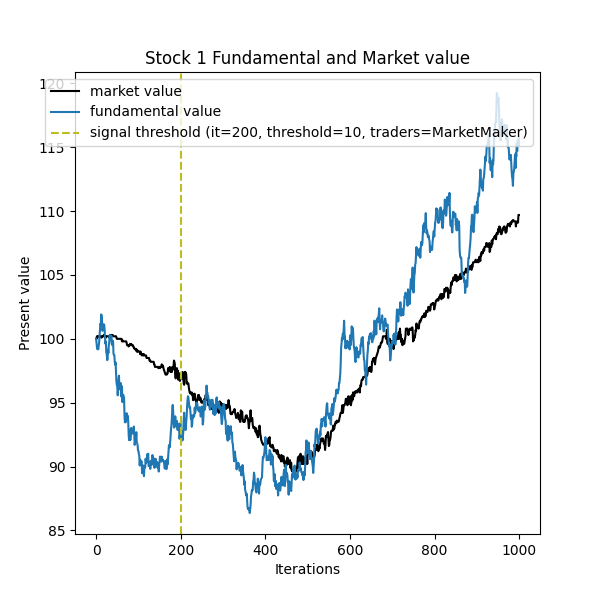 Stock 1 Fundamental and Market value
market value
fundamental value
signal threshold (it=200, threshold=10, traders=MarketMaker)
120
115
110
105
100
95
90
85
Present value
0 200 400 600 800 1000
Iterations